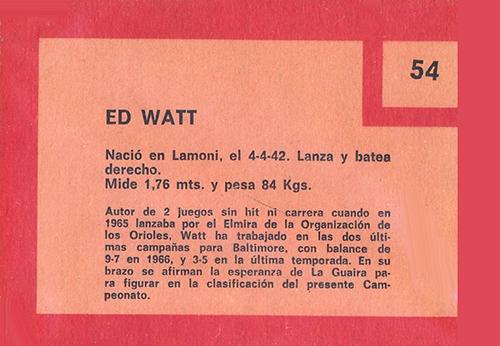 54
ED WATT
Nació en Lamoni, el 4-4-42. Lanza y batea
derecho.
Mide 1,76 mts. y pesa 84 Kgs.
Autor de 2 juegos sin hit ni carrera cuando en
1965 lanzaba por el Elmira de la Organización de
los Orioles, Watt ha trabajado en las dos últi-
mas campañas para Baltimore, con balance de
9-7 en 1966, y 3-5 en la última temporada. En su
brazo se afirman la esperanza de La Guaira pa-
ra figurar en la clasificación del presente Cam-
peonato.